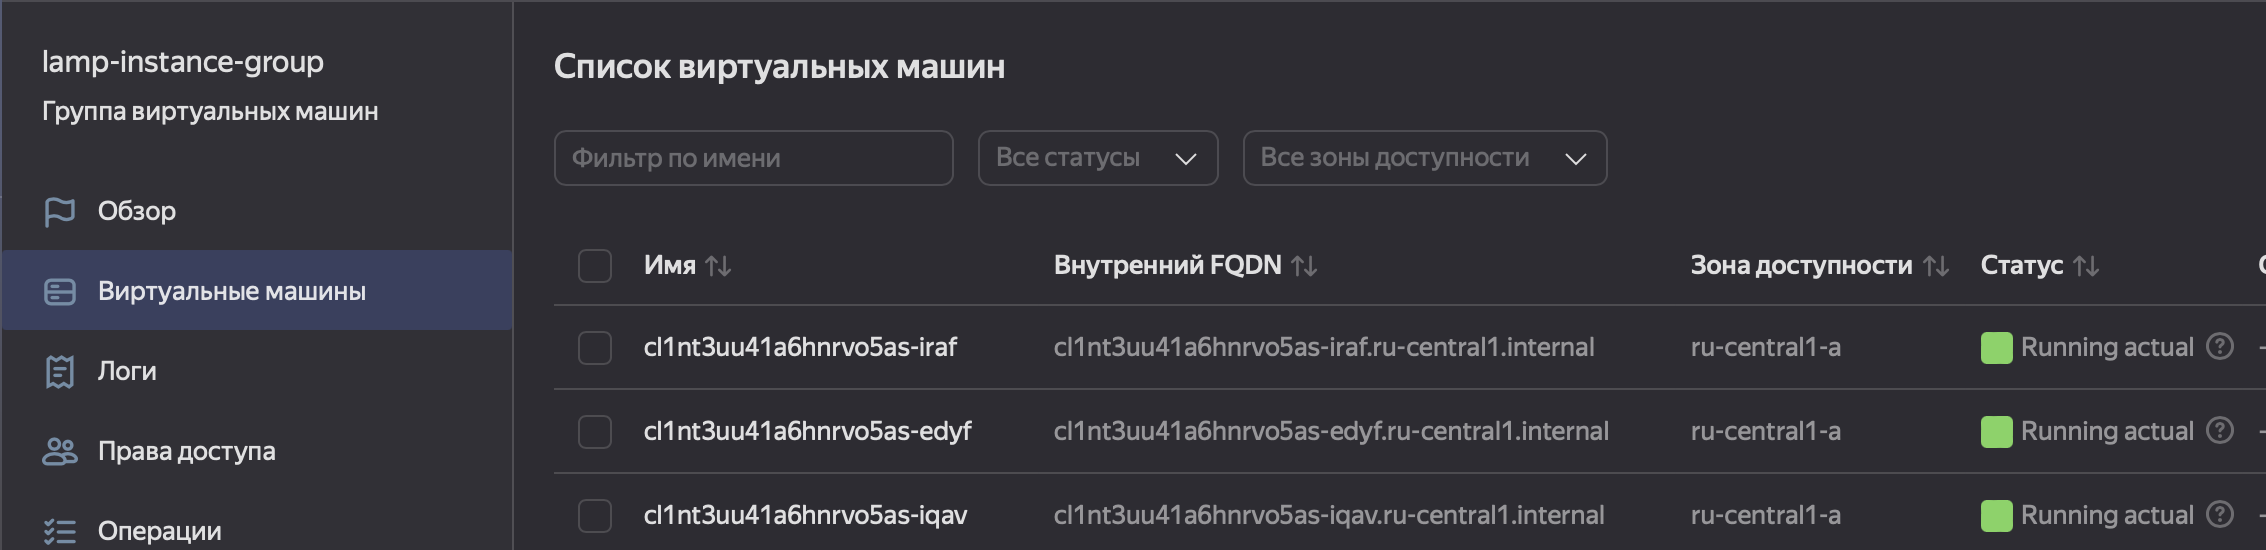 lamp-instance-group
Группа виртуальных машин
Обзор
Виртуальные машины
Логи
Права доступа
Операции
Список виртуальных машин
Фильтр по имени Все статусы Все зоны доступности
Имя Внутренний FQDN Зона доступности Статус
cl1nt3uu41a6hnrvo5as-iraf cl1nt3uu41a6hnrvo5as-iraf.ru-central1.internal ru-central1-a Running actual
cl1nt3uu41a6hnrvo5as-edyf cl1nt3uu41a6hnrvo5as-edyf.ru-central1.internal ru-central1-a Running actual
cl1nt3uu41a6hnrvo5as-iqav cl1nt3uu41a6hnrvo5as-iqav.ru-central1.internal ru-central1-a Running actual